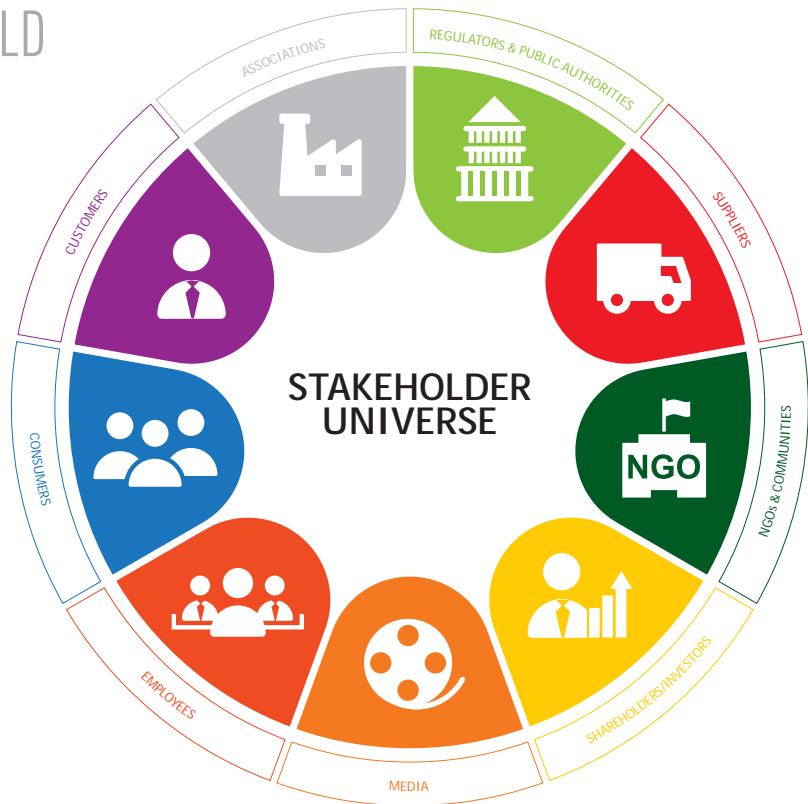 LD
ASSOCIATIONS
REGULATORS & PUBLIC AUTHORITIES
SUPPLIERS
NGOs & COMMUNITIES
SHAREHOLDERS/INVESTORS
MEDIA
EMPLOYEES
CONSUMERS
CUSTOMERS
NGO
STAKEHOLDER
UNIVERSE